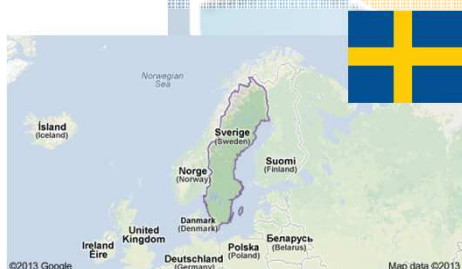 Norwegian
Sea
Ísland
(Iceland)
Sverige
(Sweden)
Suomi
(Finland)
Norge
(Norway)
Danmark
(Denmark)
United
Kingdom
Ireland
Éire
Беларусь
(Belarus)
Polska
(Poland)
Deutschland
(Germany)
©2013 Google
Map data ©2013